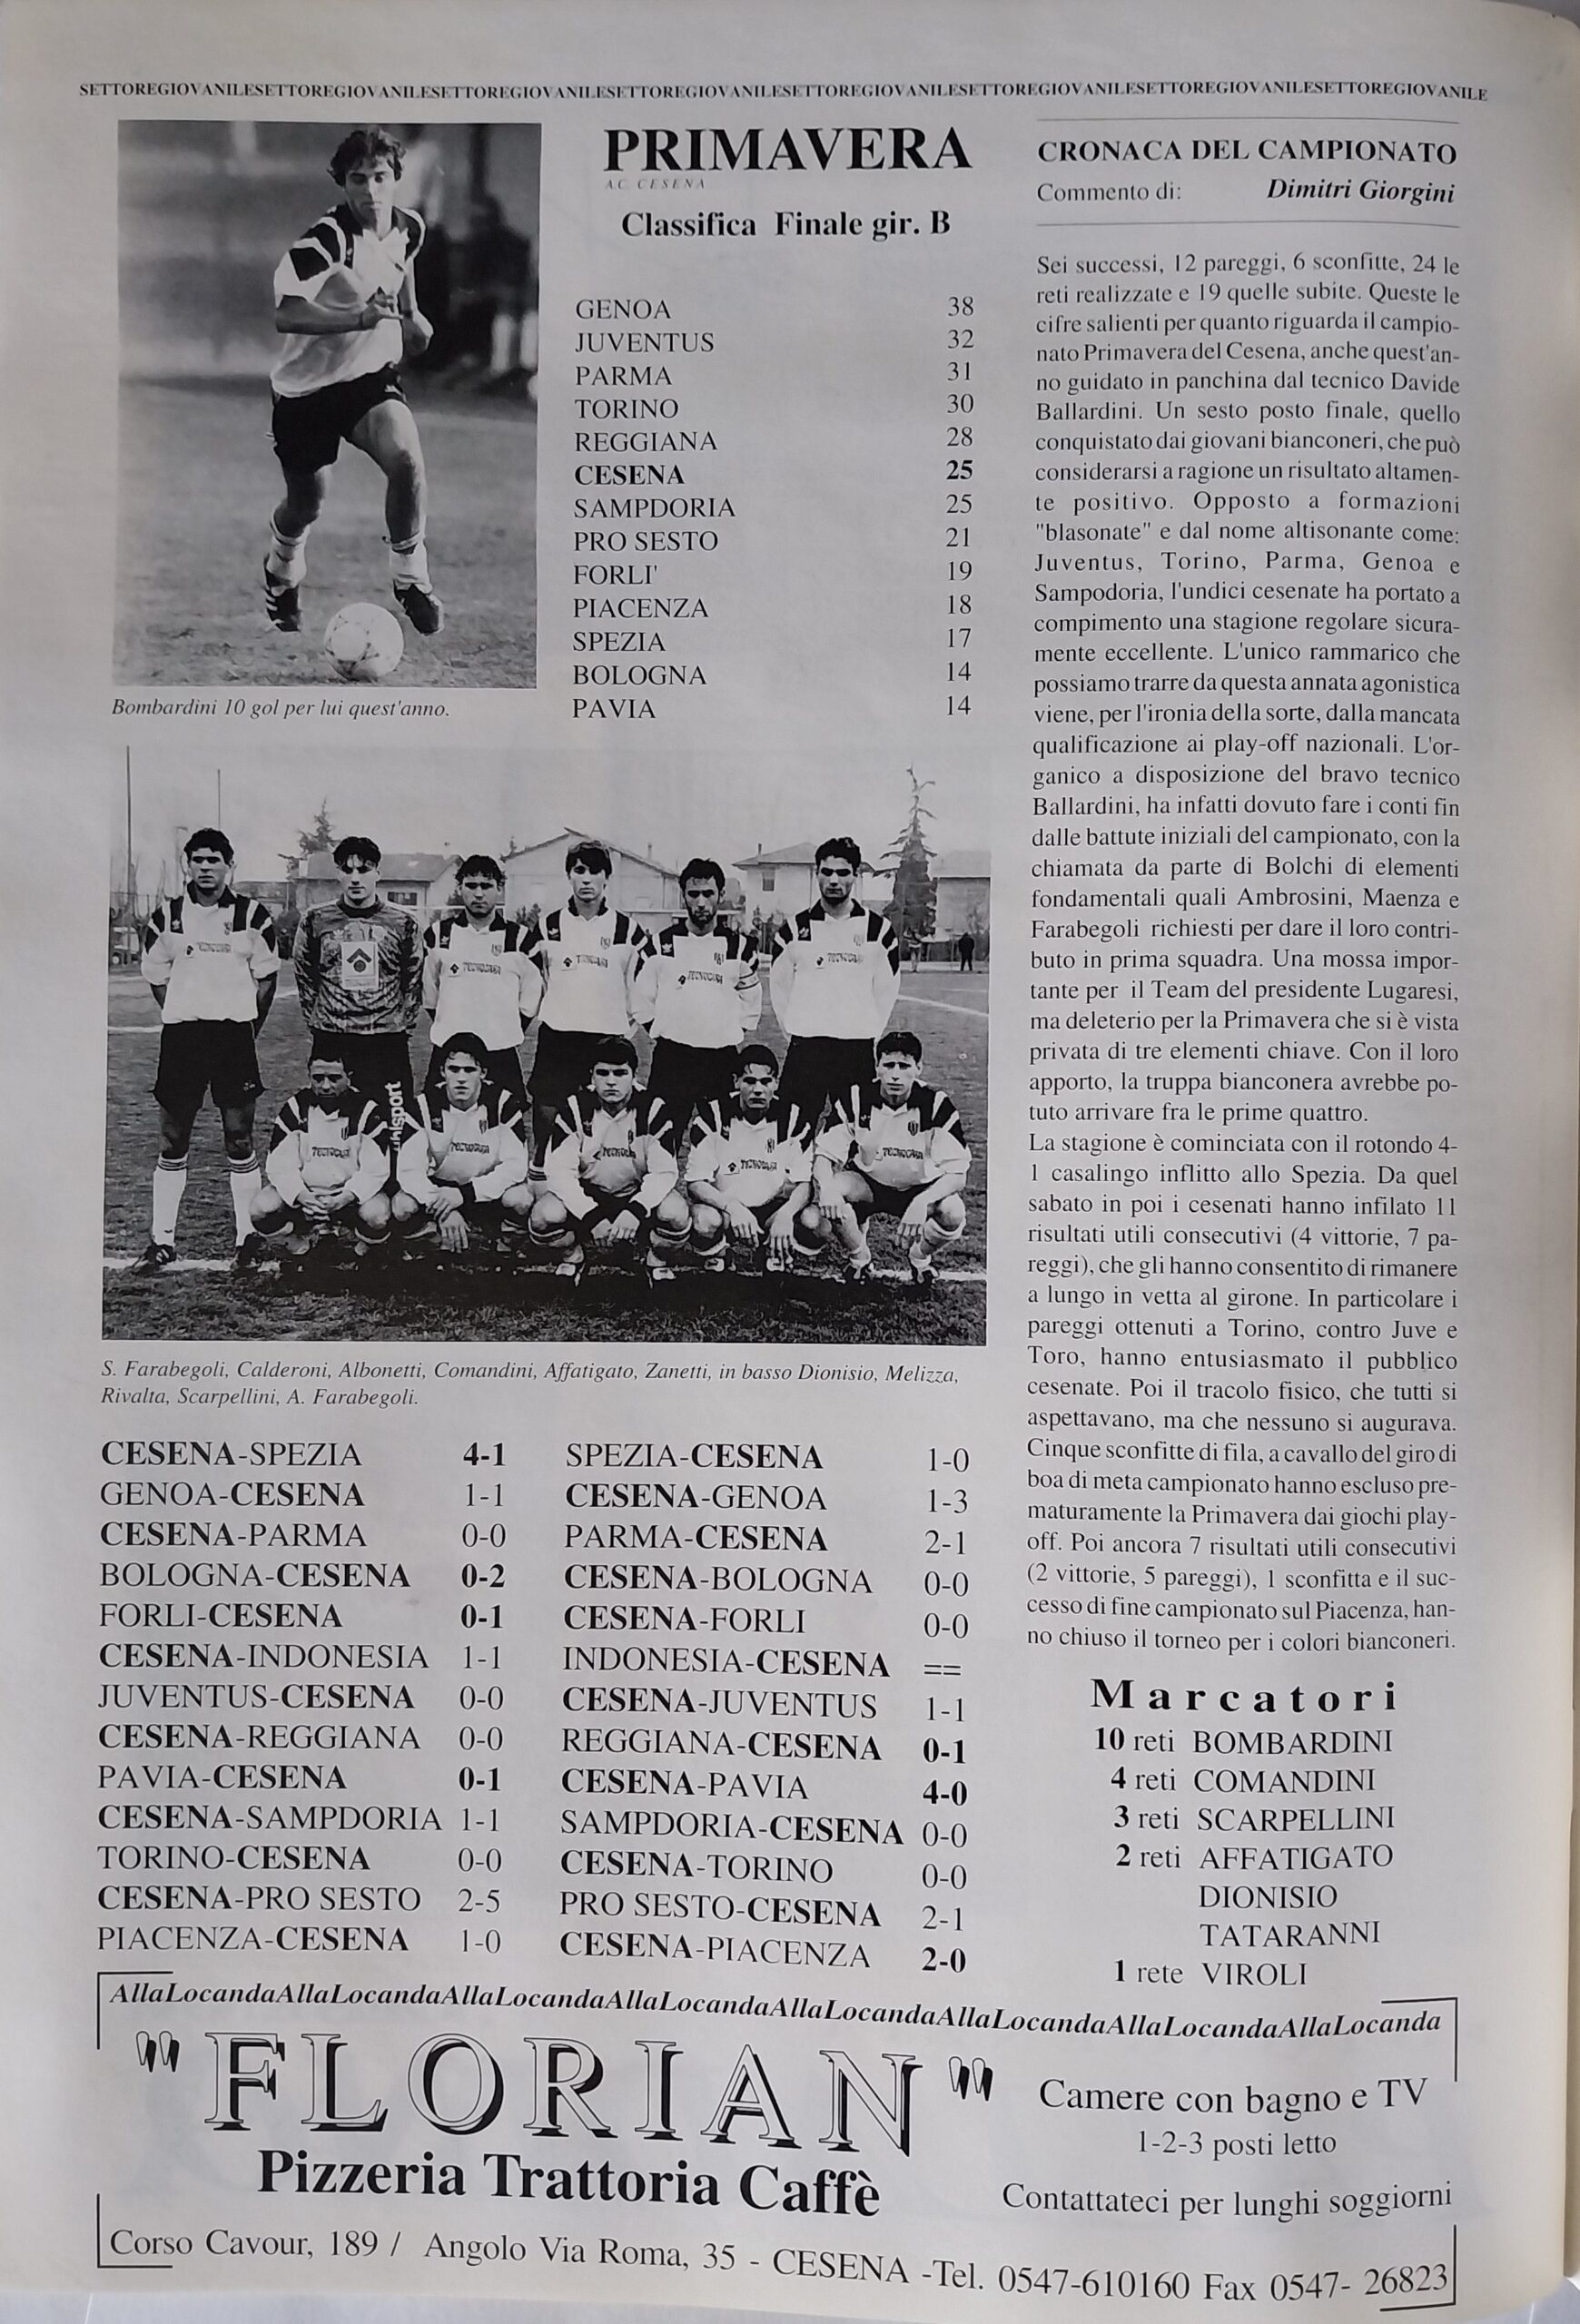 SETTOREGIOVANILESETTOREGIOVANILESETTOREGIOVANILESETTOREGIOVANILESETTOREGIOVANILESETTOREGIOVANILESETTOREGIOVANILESETTOREGIOVANILE
PRIMAVERA
A.C. CESENA
Classifica Finale gir. B
GENOA 38
JUVENTUS 32
PARMA 31
TORINO 30
REGGIANA 28
CESENA 25
SAMPDORIA 25
PRO SESTO 21
FORLI' 19
PIACENZA 18
SPEZIA 17
BOLOGNA 14
PAVIA 14
Bombardini 10 gol per lui quest'anno.
TECNOGLASS
uhlsport
S. Farabegoli, Calderoni, Albonetti, Comandini, Affatigato, Zanetti, in basso Dionisio, Melizza,
Rivalta, Scarpellini, A. Farabegoli.
CESENA-SPEZIA 4-1
GENOA-CESENA 1-1
CESENA-PARMA 0-0
BOLOGNA-CESENA 0-2
FORLI-CESENA 0-1
CESENA-INDONESIA 1-1
JUVENTUS-CESENA 0-0
CESENA-REGGIANA 0-0
PAVIA-CESENA 0-1
CESENA-SAMPDORIA 1-1
TORINO-CESENA 0-0
CESENA-PRO SESTO 2-5
PIACENZA-CESENA 1-0
SPEZIA-CESENA 1-0
CESENA-GENOA 1-3
PARMA-CESENA 2-1
CESENA-BOLOGNA 0-0
CESENA-FORLI 0-0
INDONESIA-CESENA ==
CESENA-JUVENTUS 1-1
REGGIANA-CESENA 0-1
CESENA-PAVIA 4-0
SAMPDORIA-CESENA 0-0
CESENA-TORINO 0-0
PRO SESTO-CESENA 2-1
CESENA-PIACENZA 2-0
CRONACA DEL CAMPIONATO
Commento di: Dimitri Giorgini
Sei successi, 12 pareggi, 6 sconfitte, 24 le
reti realizzate e 19 quelle subite. Queste le
cifre salienti per quanto riguarda il campio-
nato Primavera del Cesena, anche quest'an-
no guidato in panchina dal tecnico Davide
Ballardini. Un sesto posto finale, quello
conquistato dai giovani bianconeri, che può
considerarsi a ragione un risultato altamen-
te positivo. Opposto a formazioni
"blasonate" e dal nome altisonante come:
Juventus, Torino, Parma, Genoa e
Sampodoria, l'undici cesenate ha portato a
compimento una stagione regolare sicura-
mente eccellente. L'unico rammarico che
possiamo trarre da questa annata agonistica
viene, per l'ironia della sorte, dalla mancata
qualificazione ai play-off nazionali. L'or-
ganico a disposizione del bravo tecnico
Ballardini, ha infatti dovuto fare i conti fin
dalle battute iniziali del campionato, con la
chiamata da parte di Bolchi di elementi
fondamentali quali Ambrosini, Maenza e
Farabegoli richiesti per dare il loro contri-
buto in prima squadra. Una mossa impor-
tante per il Team del presidente Lugaresi,
ma deleterio per la Primavera che si è vista
privata di tre elementi chiave. Con il loro
apporto, la truppa bianconera avrebbe po-
tuto arrivare fra le prime quattro.
La stagione è cominciata con il rotondo 4-
1 casalingo inflitto allo Spezia. Da quel
sabato in poi i cesenati hanno infilato 11
risultati utili consecutivi (4 vittorie, 7 pa-
reggi), che gli hanno consentito di rimanere
a lungo in vetta al girone. In particolare i
pareggi ottenuti a Torino, contro Juve e
Toro, hanno entusiasmato il pubblico
cesenate. Poi il tracolo fisico, che tutti si
aspettavano, ma che nessuno si augurava.
Cinque sconfitte di fila, a cavallo del giro di
boa di meta campionato hanno escluso pre-
maturamente la Primavera dai giochi play-
off. Poi ancora 7 risultati utili consecutivi
(2 vittorie, 5 pareggi), 1 sconfitta e il suc-
cesso di fine campionato sul Piacenza, han-
no chiuso il torneo per i colori bianconeri.
Marcatori
10 reti BOMBARDINI
4 reti COMANDINI
3 reti SCARPELLINI
2 reti AFFATIGATO
DIONISIO
TATARANNI
1 rete VIROLI
AllaLocandaAllaLocandaAllaLocandaAllaLocandaAllaLocandaAllaLocandaAllaLocandaAllaLocanda
"FLORIAN"
Pizzeria Trattoria Caffè
Camere con bagno e TV
1-2-3 posti letto
Contattateci per lunghi soggiorni
Corso Cavour, 189 / Angolo Via Roma, 35 - CESENA -Tel. 0547-610160 Fax 0547- 26823